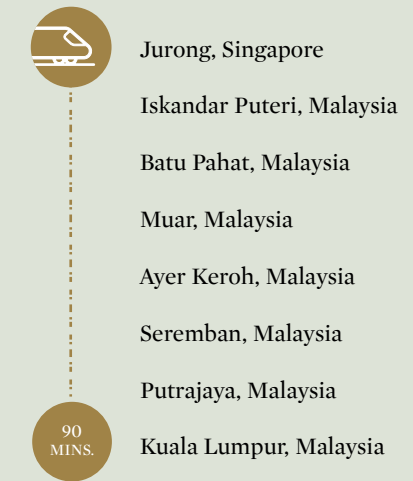 Jurong, Singapore
Iskandar Puteri, Malaysia
Batu Pahat, Malaysia
Muar, Malaysia
Ayer Keroh, Malaysia
Seremban, Malaysia
Putrajaya, Malaysia
90
MINS.
Kuala Lumpur, Malaysia